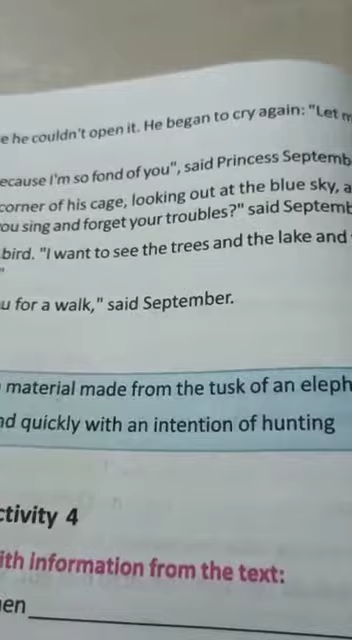 e he couldn't open it. He began to cry again: "Let
ecause I'm so fond of you", said Princess Septemb
corner of his cage, looking out at the blue sky, a
ou sing and forget your troubles?" said Septemb
bird. "I want to see the trees and the lake and
"
u for a walk," said September.
material made from the tusk of an eleph
nd quickly with an intention of hunting
ctivity 4
ith information from the text:
en